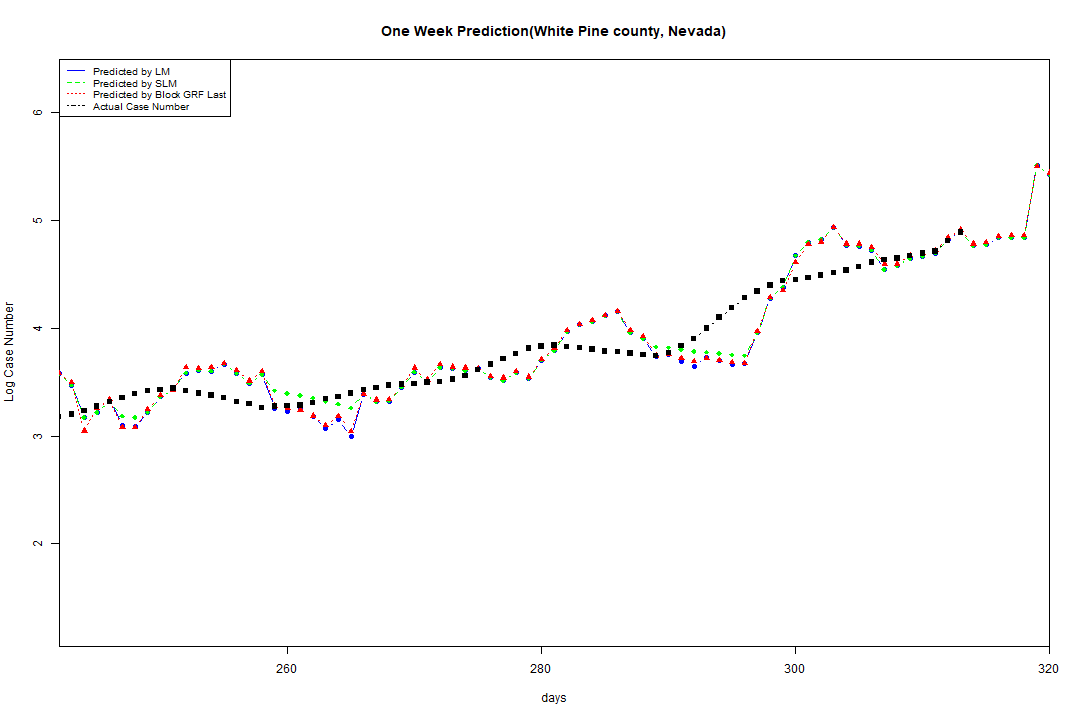 One Week Prediction(White Pine county, Nevada)
Predicted by LM
Predicted by SLM
Predicted by Block GRF Last
Actual Case Number
6
5
4
3
2
Log Case Number
260 280 300 320
days